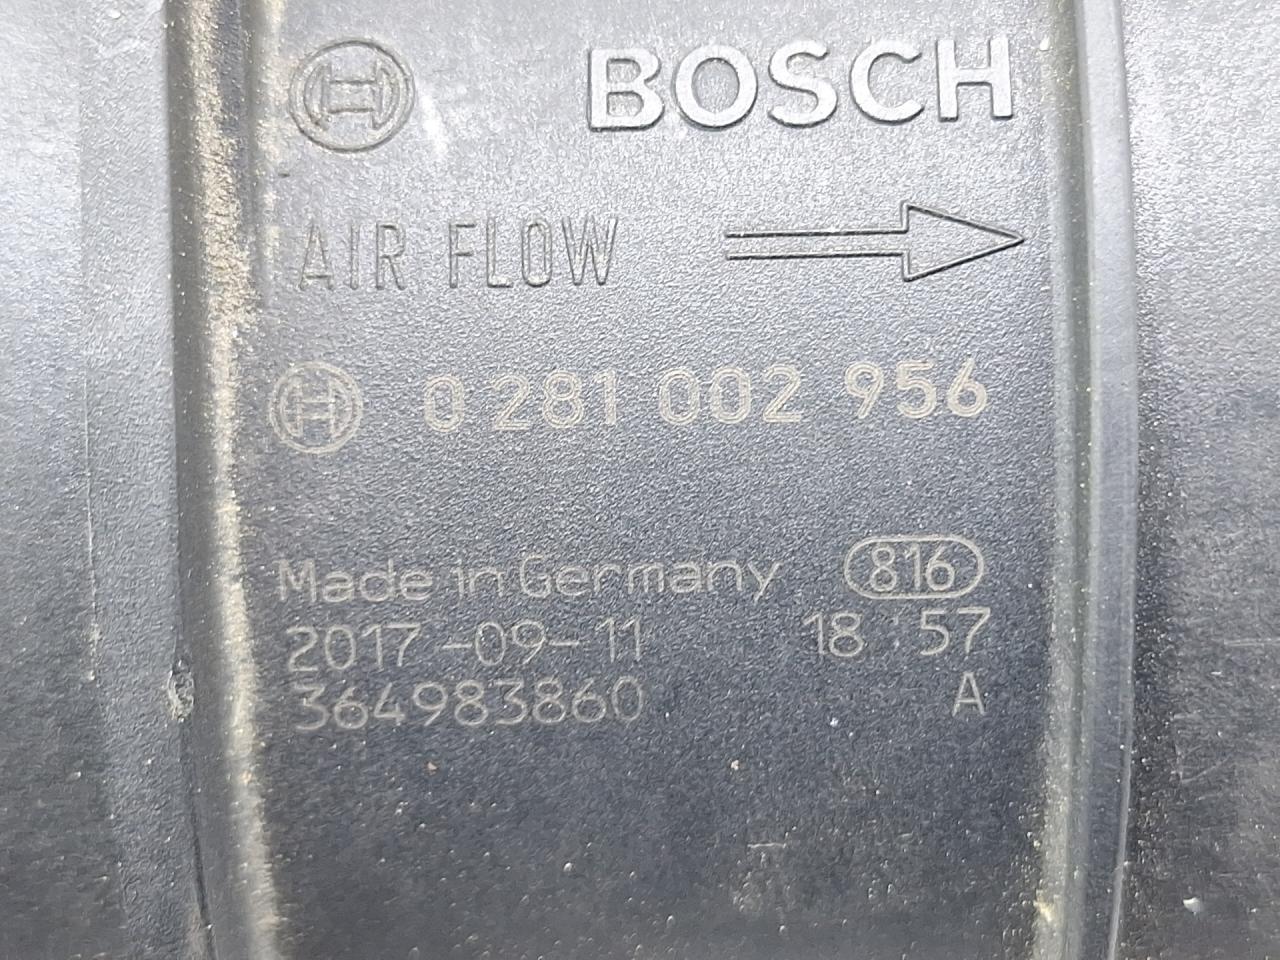 BOSCH
AIR FLOW
0 281 002 956
Made in Germany 816
2017-09-11 18:57
364983860 A